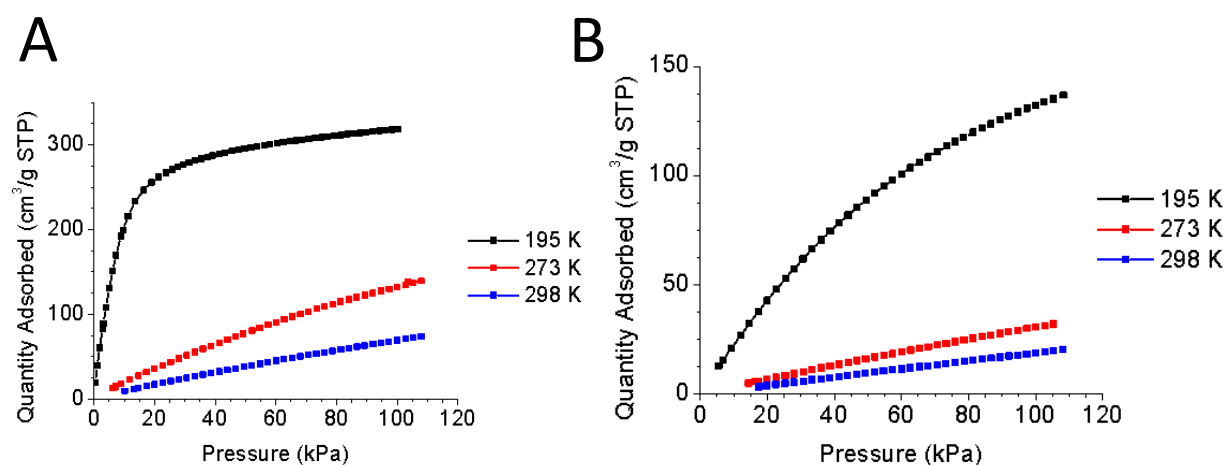 A
Quantity Adsorbed (cm³/g STP)
300
200
100
0
0 20 40 60 80 100 120
Pressure (kPa)
195 K
273 K
298 K
B
Quantity Adsorbed (cm³/g STP)
150
100
50
0
0 20 40 60 80 100 120
Pressure (kPa)
195 K
273 K
298 K